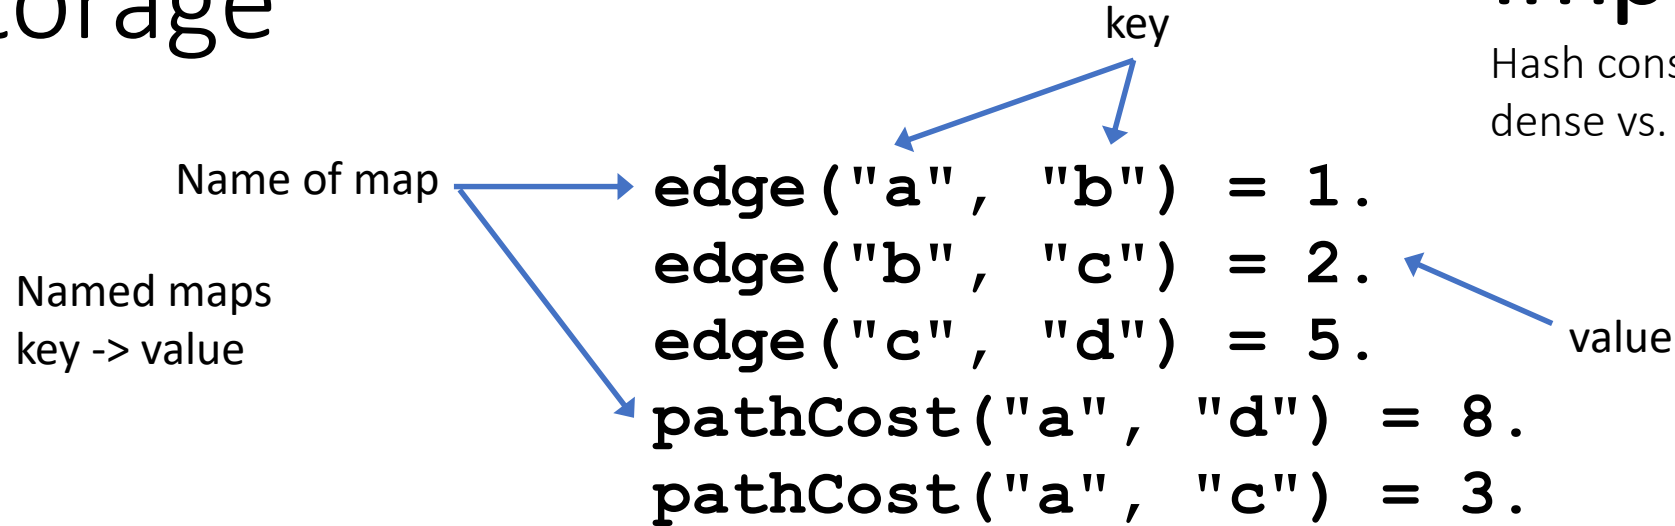 key
Hash
dense vs.
Name of map
edge("a", "b") = 1.
edge("b", "c") = 2.
Named maps
key -> value
edge("c", "d") = 5.
value
pathCost("a", "d") = 8.
pathCost("a", "c") = 3.